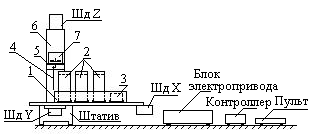 Шд Z
6
7
4
5
2
1
3
Шд X
Блок
электропривода
Контроллер
Пульт
Шд Y
Штатив